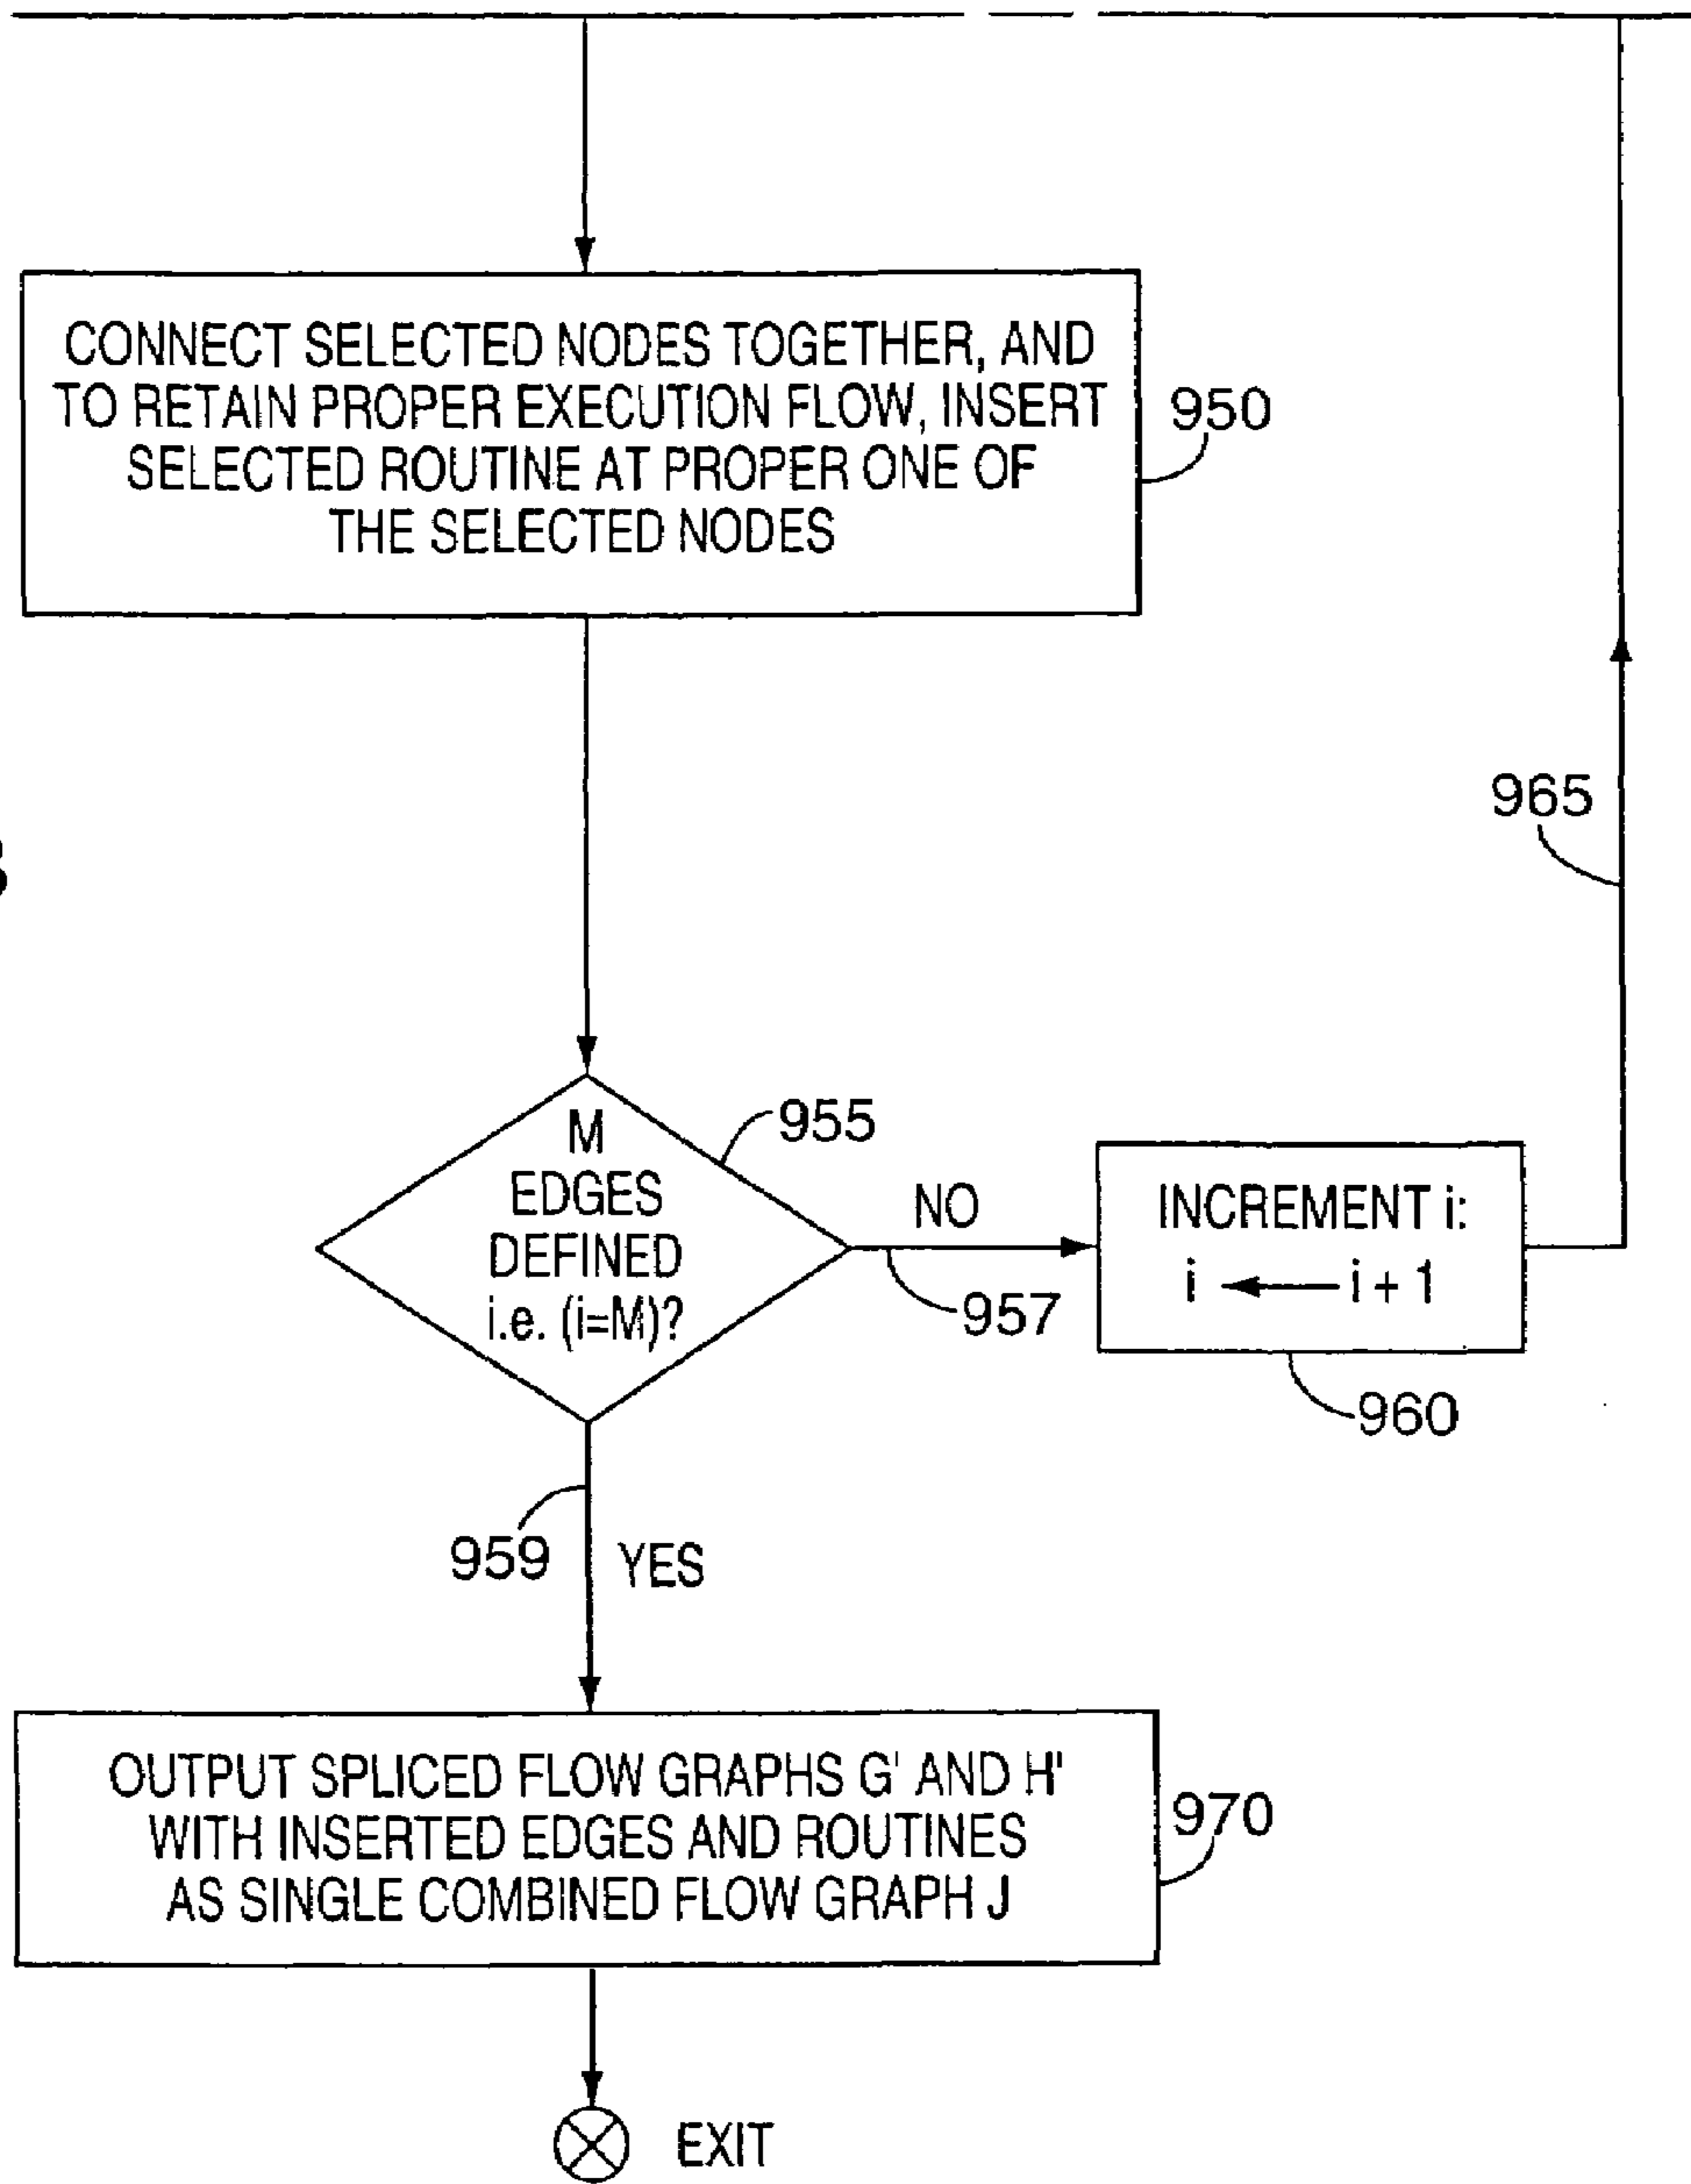 CONNECT SELECTED NODES TOGETHER, AND
TO RETAIN PROPER EXECUTION FLOW, INSERT
SELECTED ROUTINE AT PROPER ONE OF
THE SELECTED NODES
950
965
M
EDGES
DEFINED
i.e. (i=M)?
955
NO
957
INCREMENT i:
i ← i + 1
960
959
YES
OUTPUT SPLICED FLOW GRAPHS G' AND H'
WITH INSERTED EDGES AND ROUTINES
AS SINGLE COMBINED FLOW GRAPH J
970
EXIT